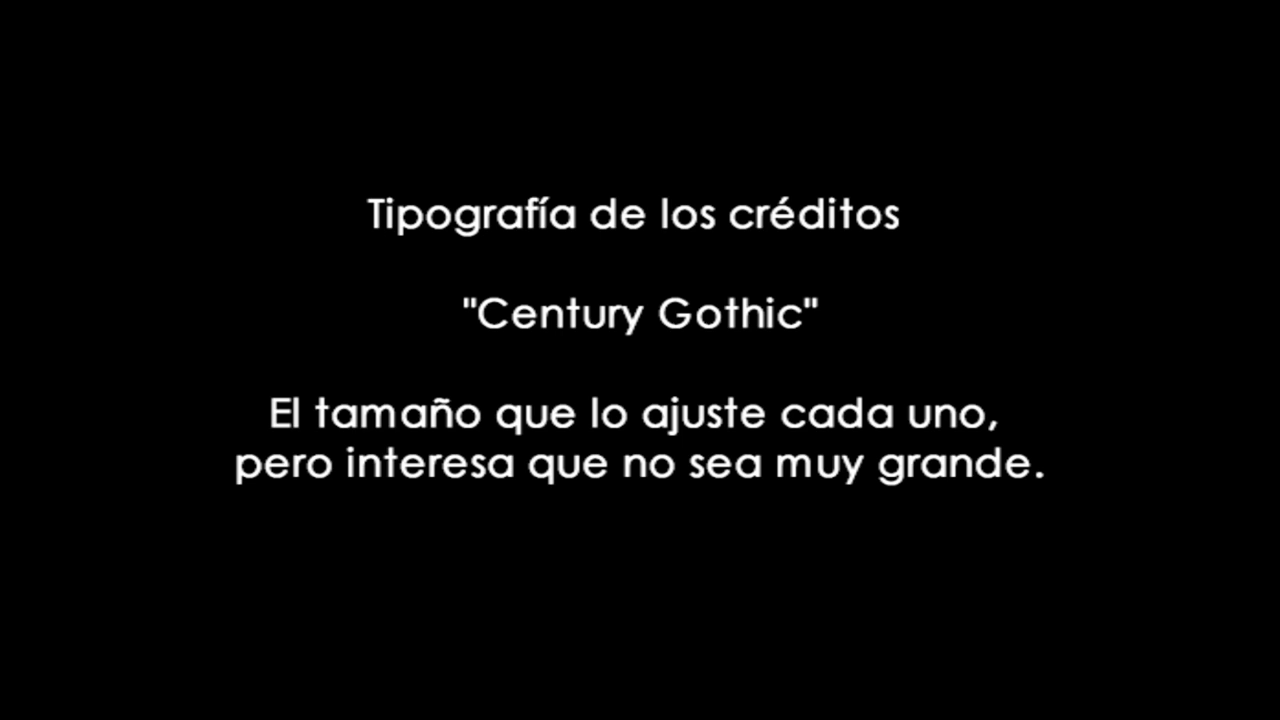 Tipografía de los créditos
"Century Gothic"
El tamaño que lo ajuste cada uno,
pero interesa que no sea muy grande.